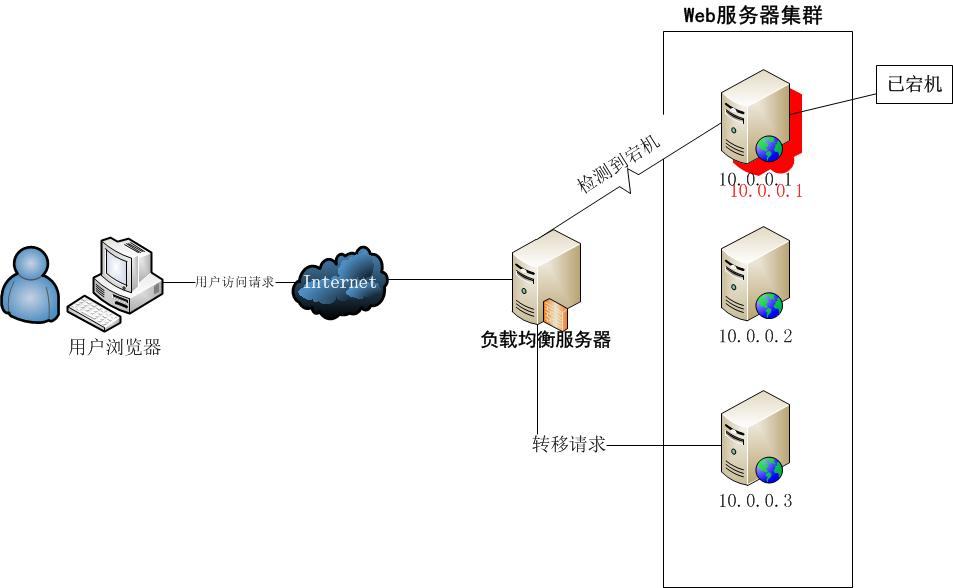 Web服务器集群
已宕机
检测到宕机
10.0.0.1
10.0.0.1
用户访问请求
Internet
用户浏览器
负载均衡服务器
10.0.0.2
转移请求
10.0.0.3